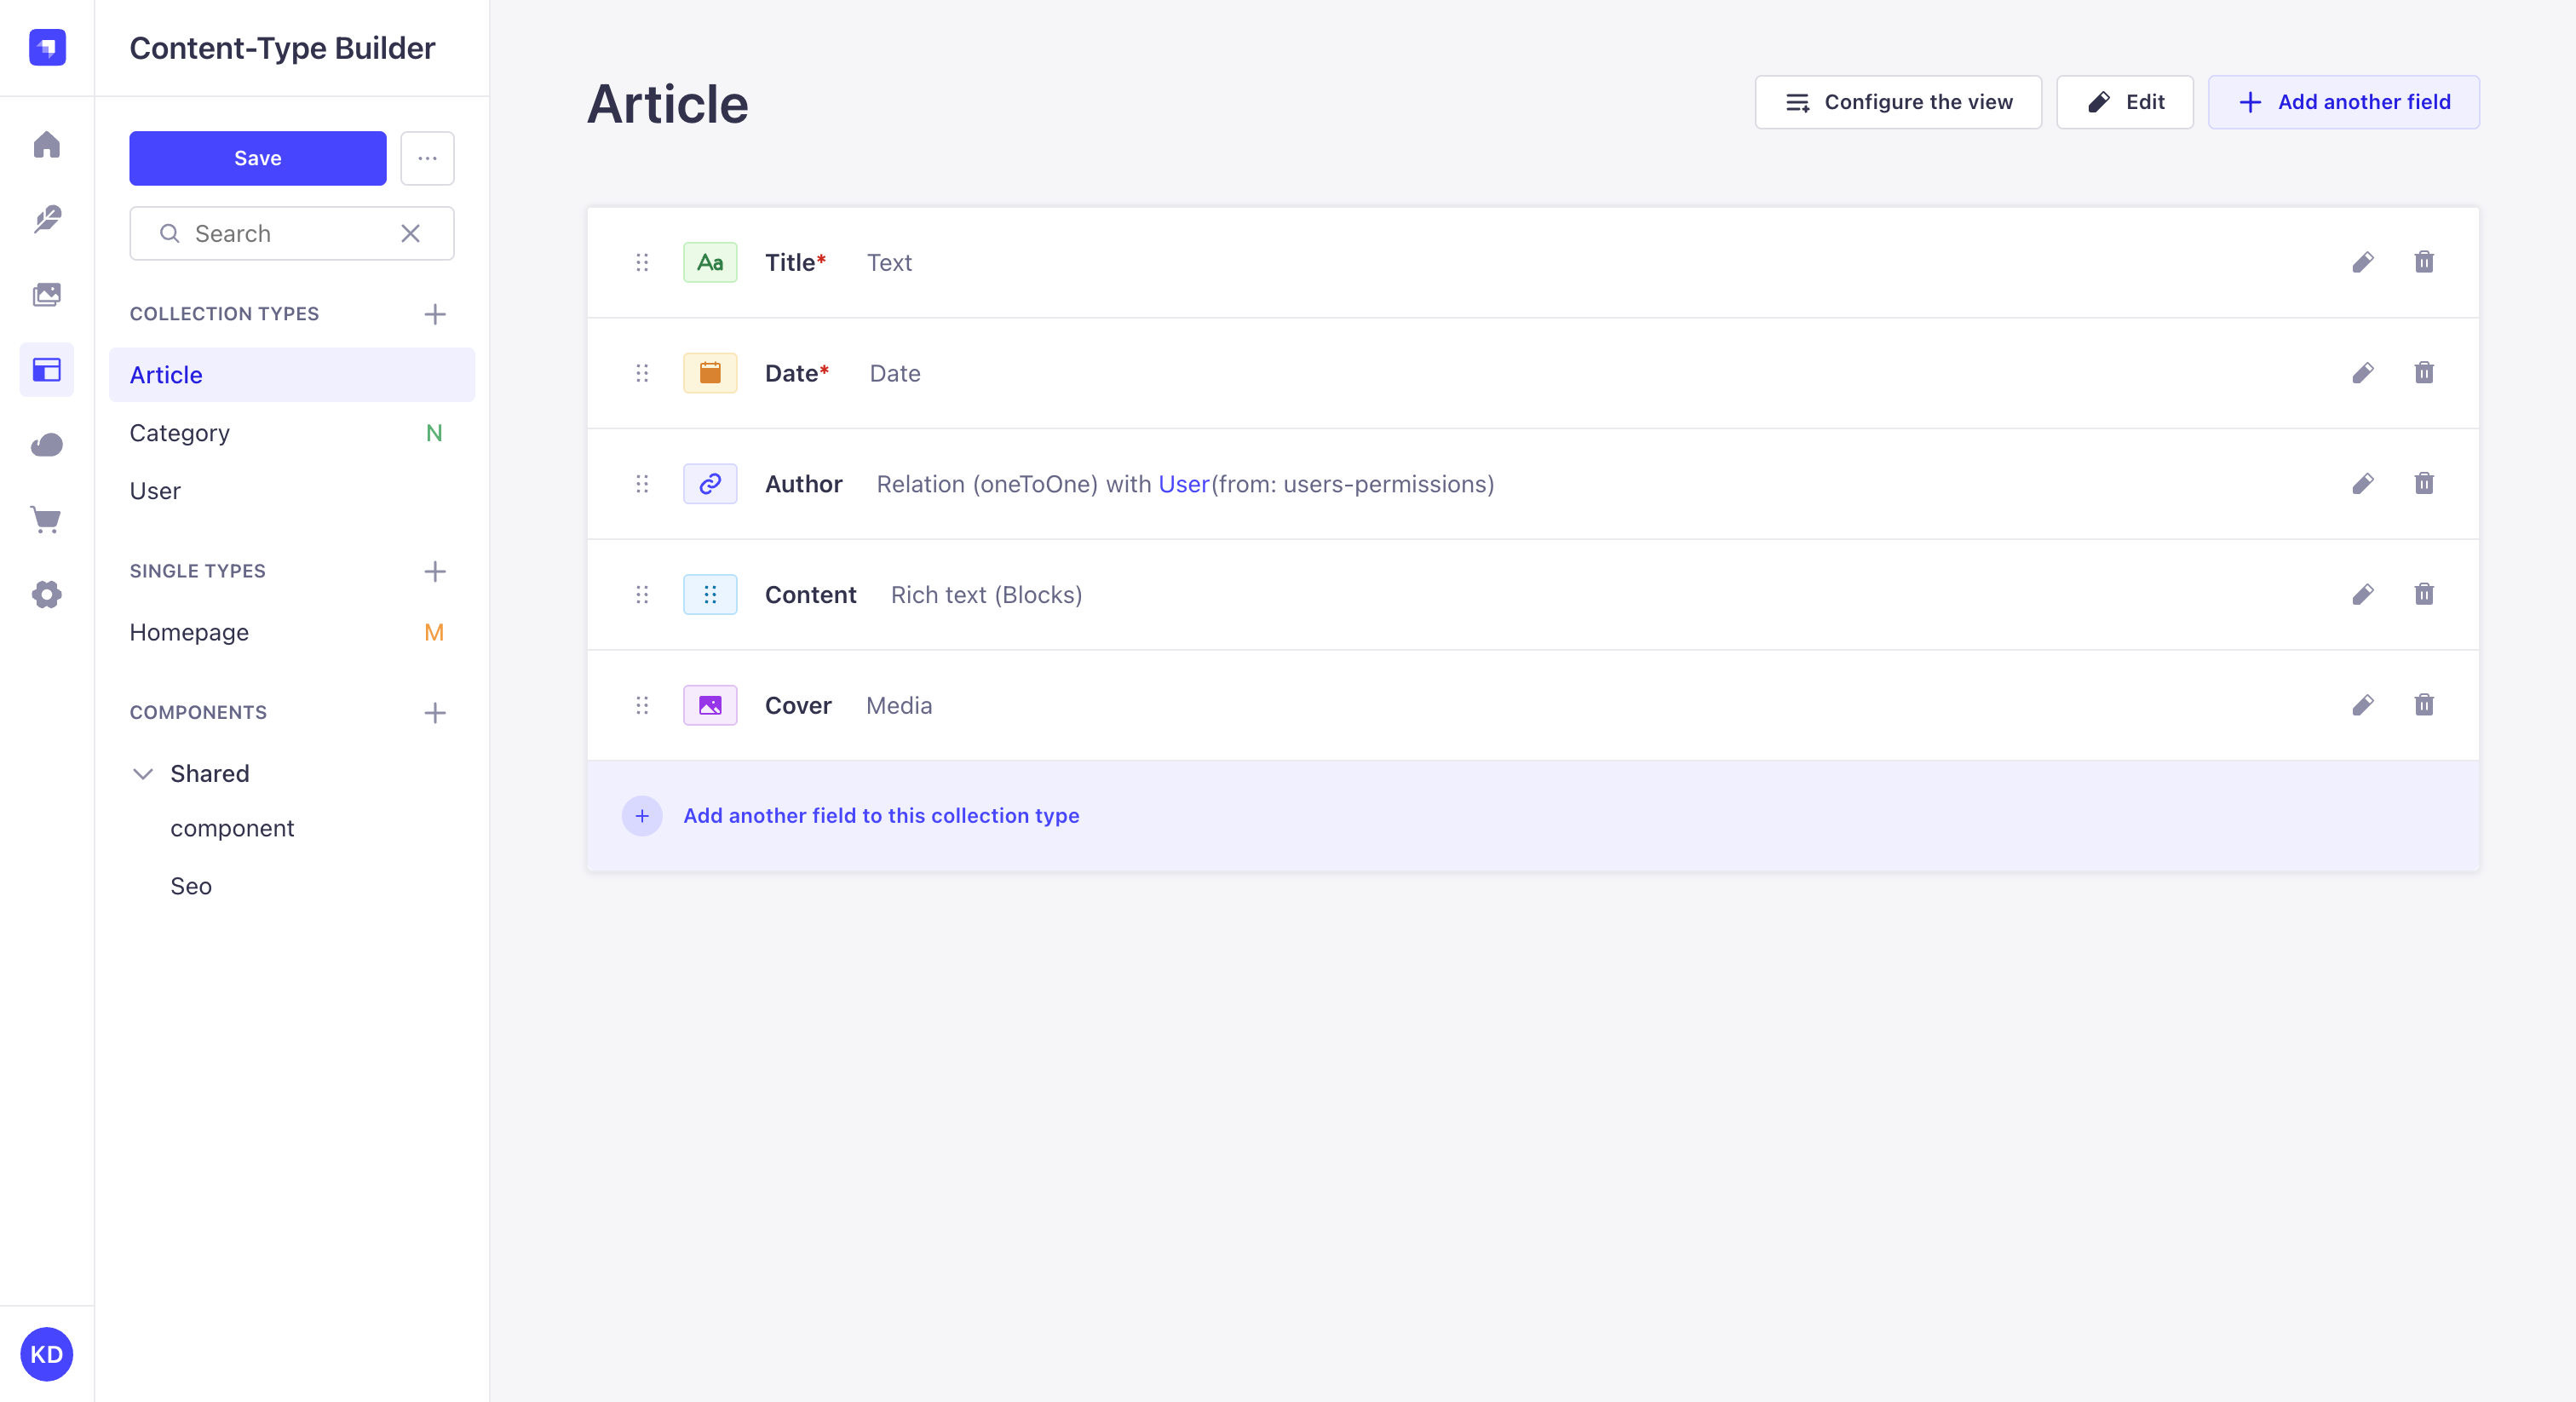 Content-Type Builder
Save
Search
COLLECTION TYPES
Article
Category N
User
SINGLE TYPES
Homepage M
COMPONENTS
Shared
component
Seo
KD
Article
Configure the view
Edit
Add another field
Aa Title* Text
Date* Date
Author Relation (oneToOne) with User(from: users-permissions)
Content Rich text (Blocks)
Cover Media
Add another field to this collection type